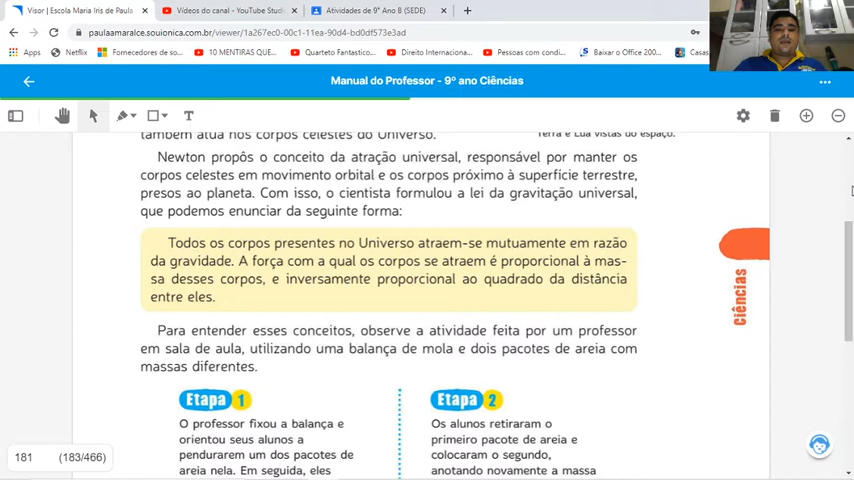 Visor | Escola Maria Iris de Paula
Vídeos do canal - YouTube Studi
Atividades de 9º Ano B (SEDE)
paulaamaralce.souionica.com.br/viewer/1a267ec0-00c1-11ea-90d4-bd0df573e3ad
Apps
Netflix
Fornecedores de so...
10 MENTIRAS QUE...
Quarteto Fantastico...
Direito Internacional...
Pessoas con condici...
Baixar o Office 200...
Casas
Manual do Professor - 9º ano Ciências
também atua nos corpos celestes do Universo.
Terra e Lua vistas do espaço.
Newton propôs o conceito da atração universal, responsável por manter os
corpos celestes em movimento orbital e os corpos próximo à superfície terrestre,
presos ao planeta. Com isso, o cientista formulou a lei da gravitação universal,
que podemos enunciar da seguinte forma:
Todos os corpos presentes no Universo atraem-se mutuamente em razão
da gravidade. A força com a qual os corpos se atraem é proporcional à mas-
sa desses corpos, e inversamente proporcional ao quadrado da distância
entre eles.
Ciências
Para entender esses conceitos, observe a atividade feita por um professor
em sala de aula, utilizando uma balança de mola e dois pacotes de areia com
massas diferentes.
Etapa 1
O professor fixou a balança e
orientou seus alunos a
pendurarem um dos pacotes de
areia nela. Em seguida, eles
Etapa 2
Os alunos retiraram o
primeiro pacote de areia e
colocaram o segundo,
anotando novamente a massa
181 (183/466)